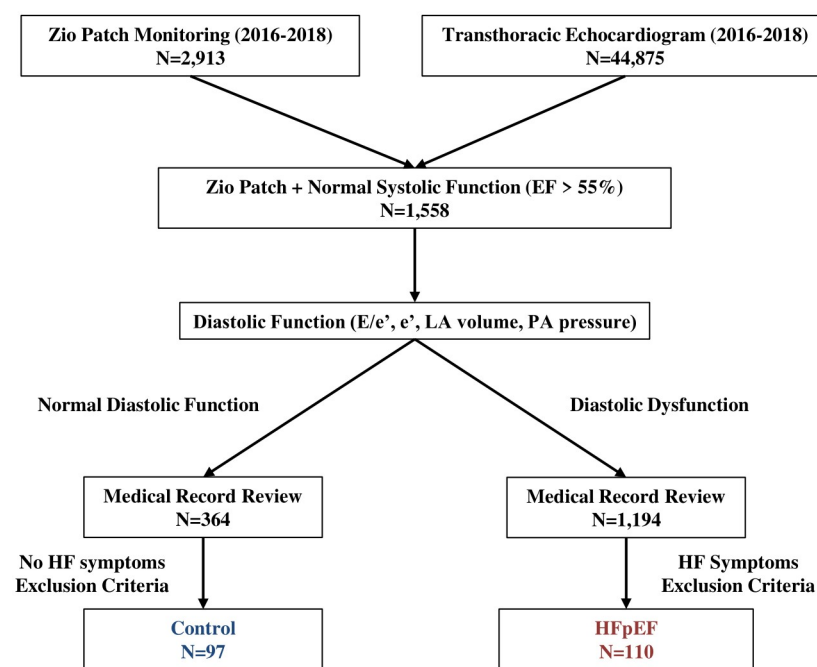 Zio Patch Monitoring (2016-2018)
N=2,913
Transthoracic Echocardiogram (2016-2018)
N=44,875
Zio Patch + Normal Systolic Function (EF > 55%)
N=1,558
Diastolic Function (E/e’, e’, LA volume, PA pressure)
Normal Diastolic Function
Diastolic Dysfunction
Medical Record Review
N=364
Medical Record Review
N=1,194
No HF symptoms
Exclusion Criteria
HF Symptoms
Exclusion Criteria
Control
N=97
HFpEF
N=110